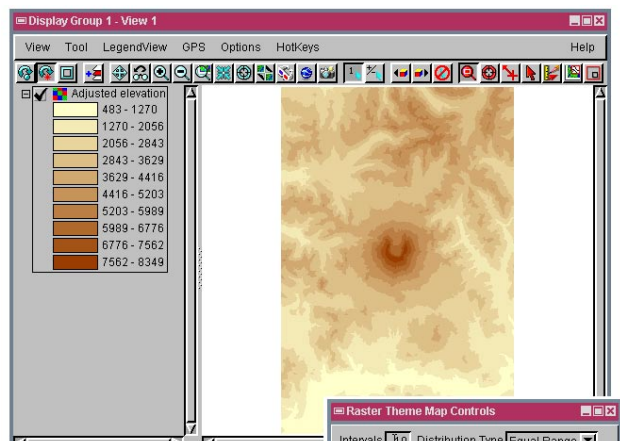 Display Group 1 - View 1
View Tool LegendView GPS Options HotKeys Help
Adjusted elevation
483 - 1270
1270 - 2056
2056 - 2843
2843 - 3629
3629 - 4416
4416 - 5203
5203 - 5989
5989 - 6776
6776 - 7562
7562 - 8349
Raster Theme Map Controls
Intervals 10 Distribution Type Equal Range